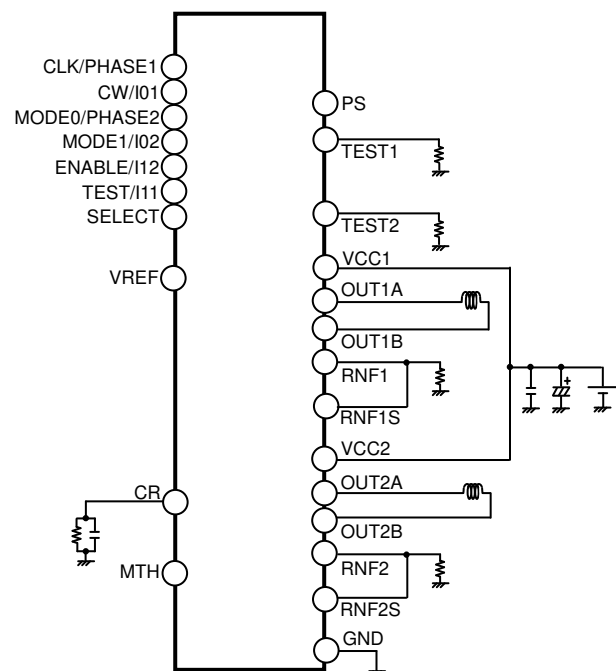 CLK/PHASE1
CW/I01
MODE0/PHASE2
MODE1/I02
ENABLE/I12
TEST/I11
SELECT
VREF
CR
MTH
PS
TEST1
TEST2
VCC1
OUT1A
OUT1B
RNF1
RNF1S
VCC2
OUT2A
OUT2B
RNF2
RNF2S
GND
+